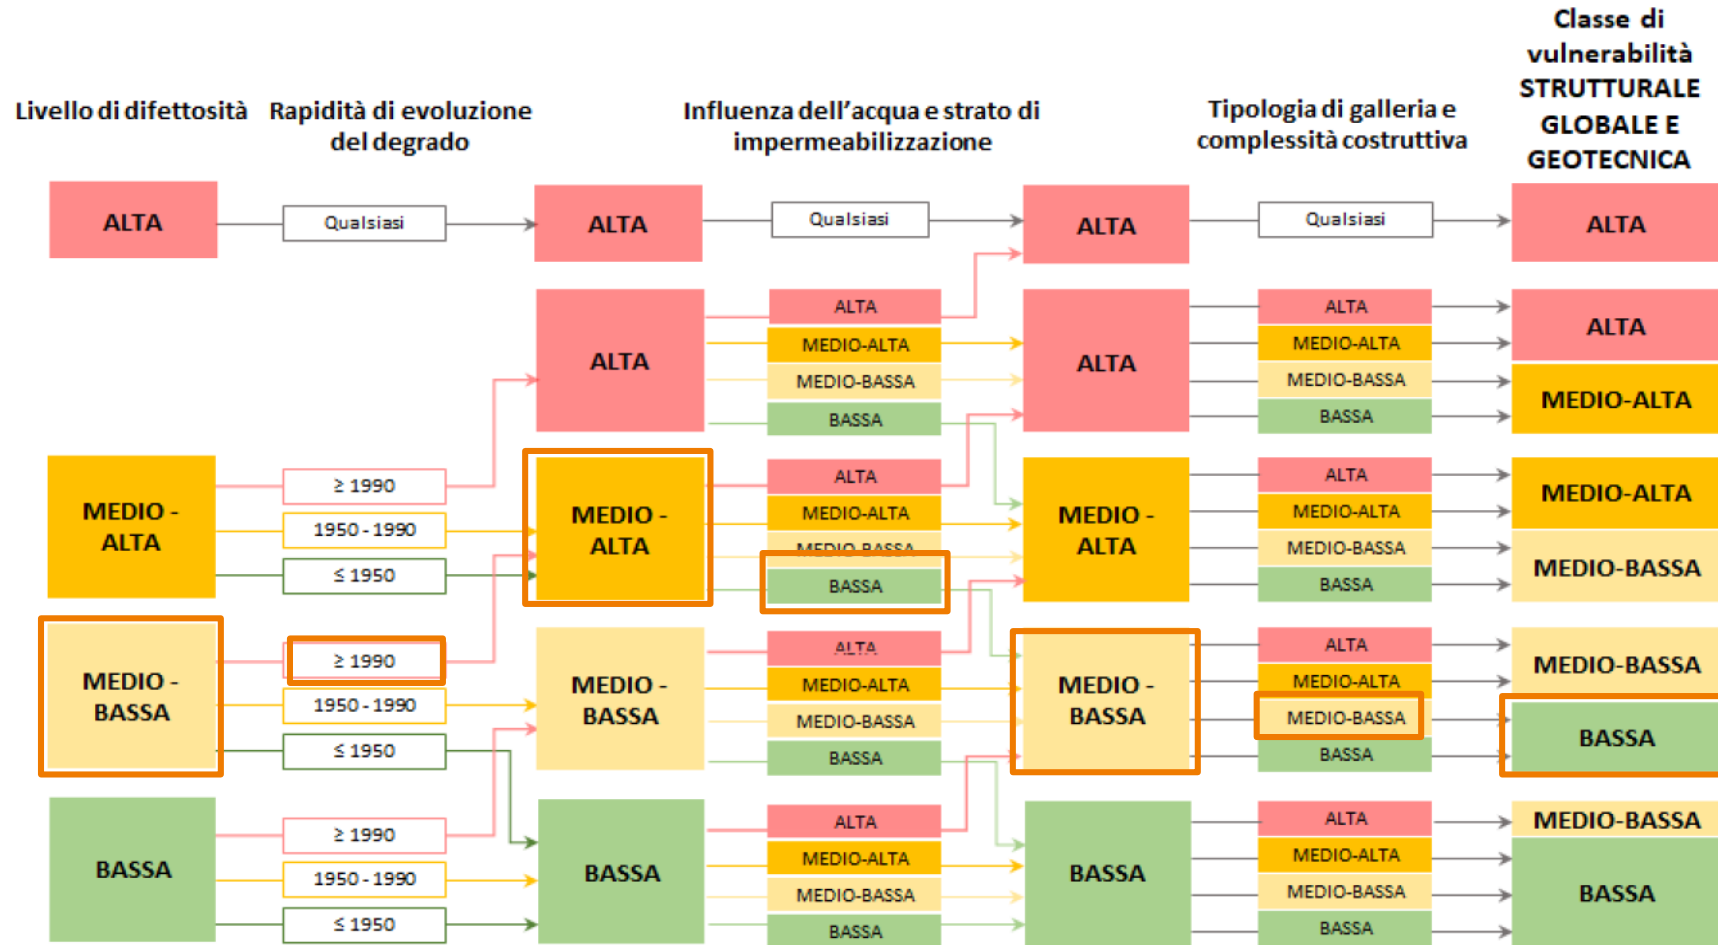 Classe di
vulnerabilità
STRUTTURALE
GLOBALE E
GEOTECNICA
Livello di difettosità
Rapidità di evoluzione
del degrado
Influenza dell'acqua e strato di
impermeabilizzazione
Tipologia di galleria e
complessità costruttiva
ALTA
Qualsiasi
ALTA
Qualsiasi
ALTA
Qualsiasi
ALTA
ALTA
ALTA
MEDIO-ALTA
MEDIO-BASSA
BASSA
ALTA
ALTA
MEDIO-ALTA
MEDIO-BASSA
BASSA
ALTA
MEDIO-ALTA
MEDIO -
ALTA
≥ 1990
1950 - 1990
≤ 1950
MEDIO -
ALTA
ALTA
MEDIO-ALTA
MEDIO-BASSA
BASSA
MEDIO -
ALTA
ALTA
MEDIO-ALTA
MEDIO-BASSA
BASSA
MEDIO-ALTA
MEDIO-BASSA
MEDIO -
BASSA
≥ 1990
1950 - 1990
≤ 1950
MEDIO -
BASSA
ALTA
MEDIO-ALTA
MEDIO-BASSA
BASSA
MEDIO -
BASSA
ALTA
MEDIO-ALTA
MEDIO-BASSA
BASSA
MEDIO-BASSA
BASSA
BASSA
≥ 1990
1950 - 1990
≤ 1950
BASSA
ALTA
MEDIO-ALTA
MEDIO-BASSA
BASSA
BASSA
ALTA
MEDIO-ALTA
MEDIO-BASSA
BASSA
MEDIO-BASSA
BASSA